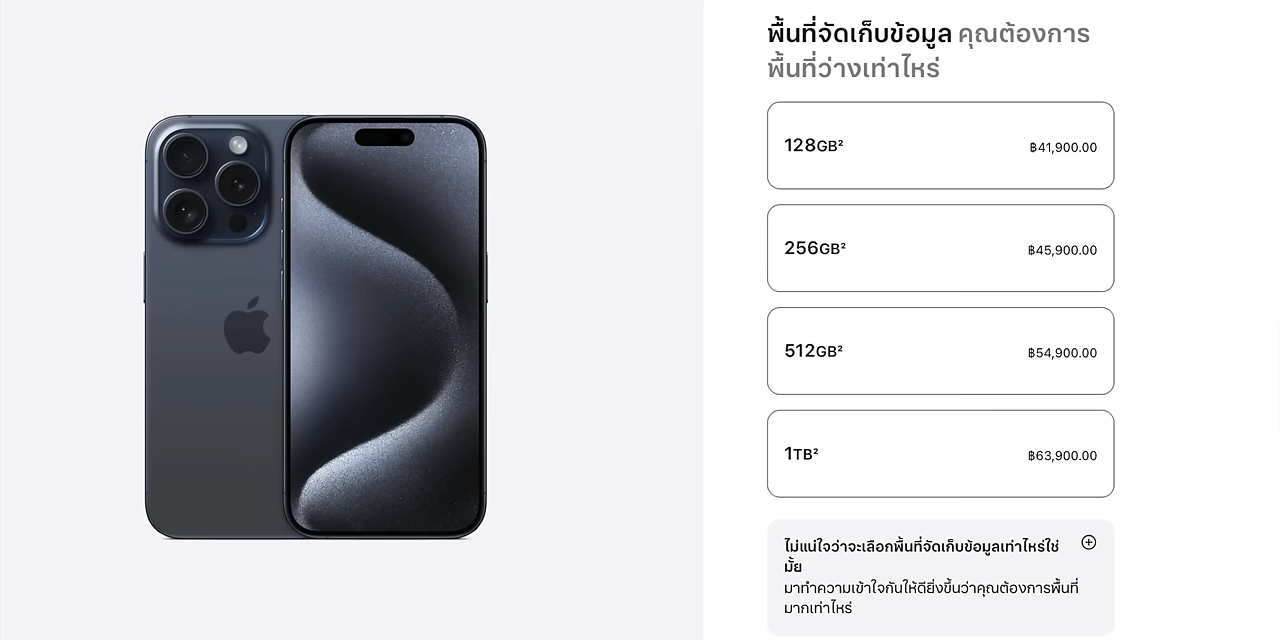 พื้นที่จัดเก็บข้อมูล คุณต้องการ
พื้นที่ว่างเท่าไหร่
128GB² ฿41,900.00
256GB² ฿45,900.00
512GB² ฿54,900.00
1TB² ฿63,900.00
ไม่แน่ใจว่าจะเลือกพื้นที่จัดเก็บข้อมูลเท่าไหร่ใช่
มั้ย
มาทำความเข้าใจกันให้ดียิ่งขึ้นว่าคุณต้องการพื้นที่
มากเท่าไหร่